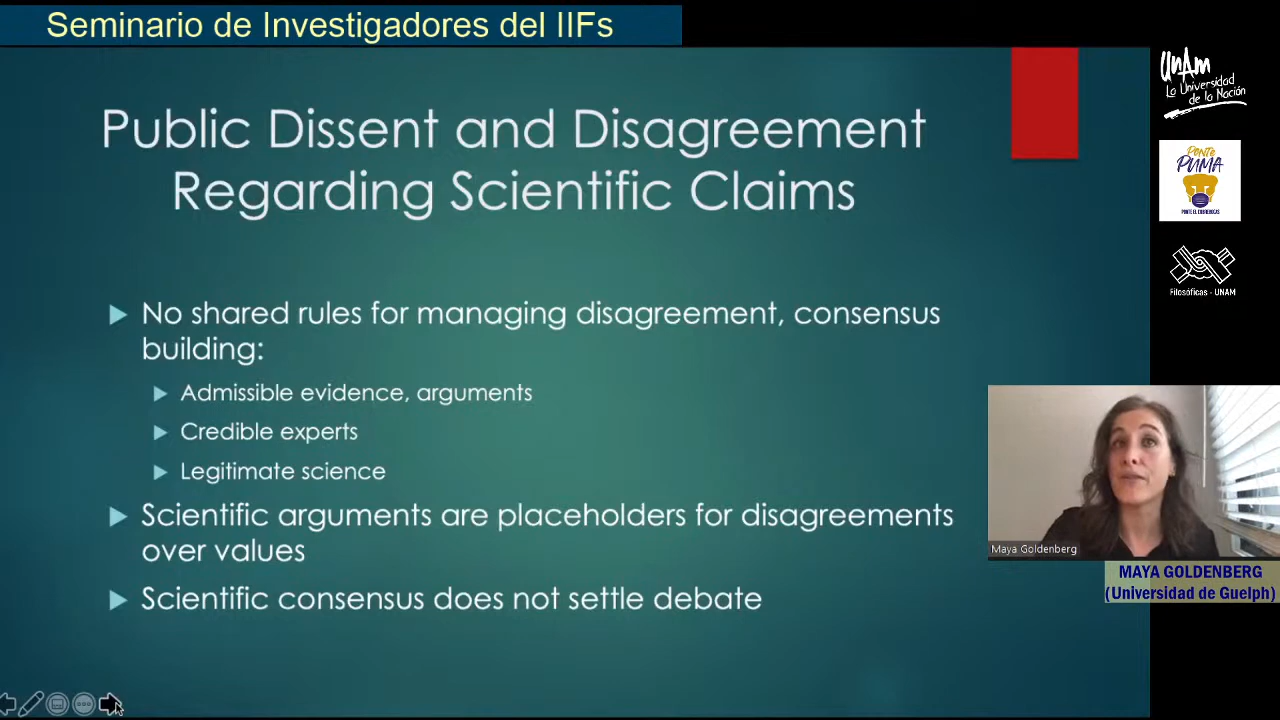 Seminario de Investigadores del IIFs
Public Dissent and Disagreement
Regarding Scientific Claims
No shared rules for managing disagreement, consensus
building:
Admissible evidence, arguments
Credible experts
Legitimate science
Scientific arguments are placeholders for disagreements
over values
Scientific consensus does not settle debate
UnAm
La Universidad
de la Nación
PONTE
PUMA
PONTE EL CUBREBOCAS
Filosóficas - UNAM
Maya Goldenberg
MAYA GOLDENBERG
(Universidad de Guelph)